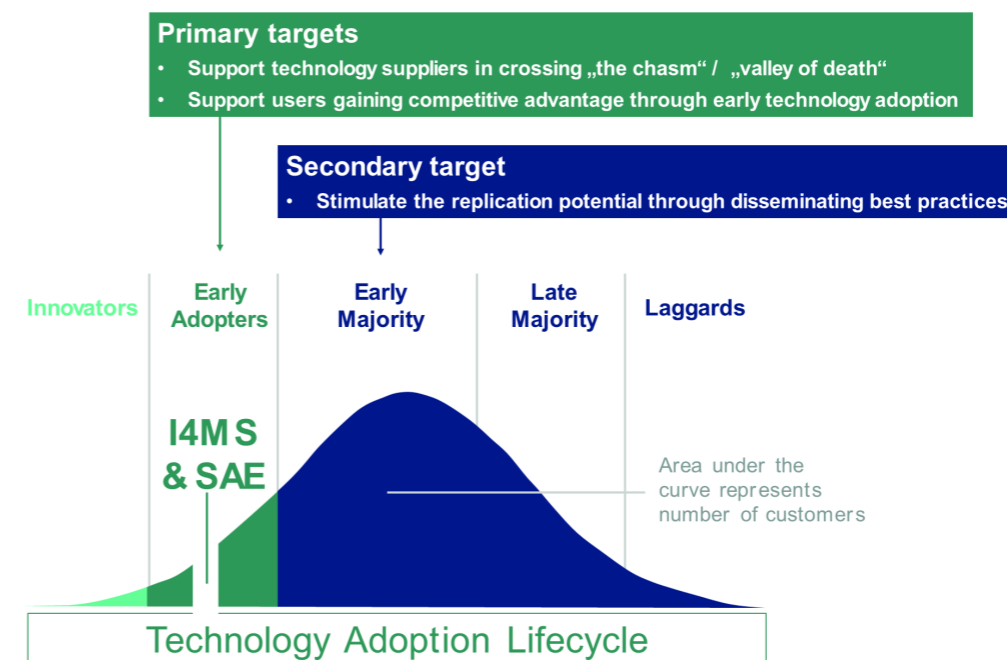 Primary targets
• Support technology suppliers in crossing „the chasm“ / „valley of death“
• Support users gaining competitive advantage through early technology adoption
Secondary target
• Stimulate the replication potential through disseminating best practices
Innovators
Early
Adopters
Early
Majority
Late
Majority
Laggards
I4MS
& SAE
Area under the
curve represents
number of customers
Technology Adoption Lifecycle